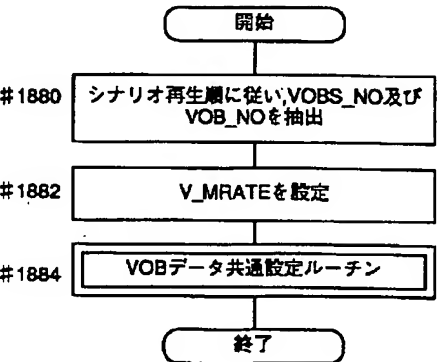 開始
#1880
シナリオ再生順に従い,VOBS_NO及び
VOB_NOを抽出
#1882
V_MRATEを設定
#1884
VOBデータ共通設定ルーチン
終了